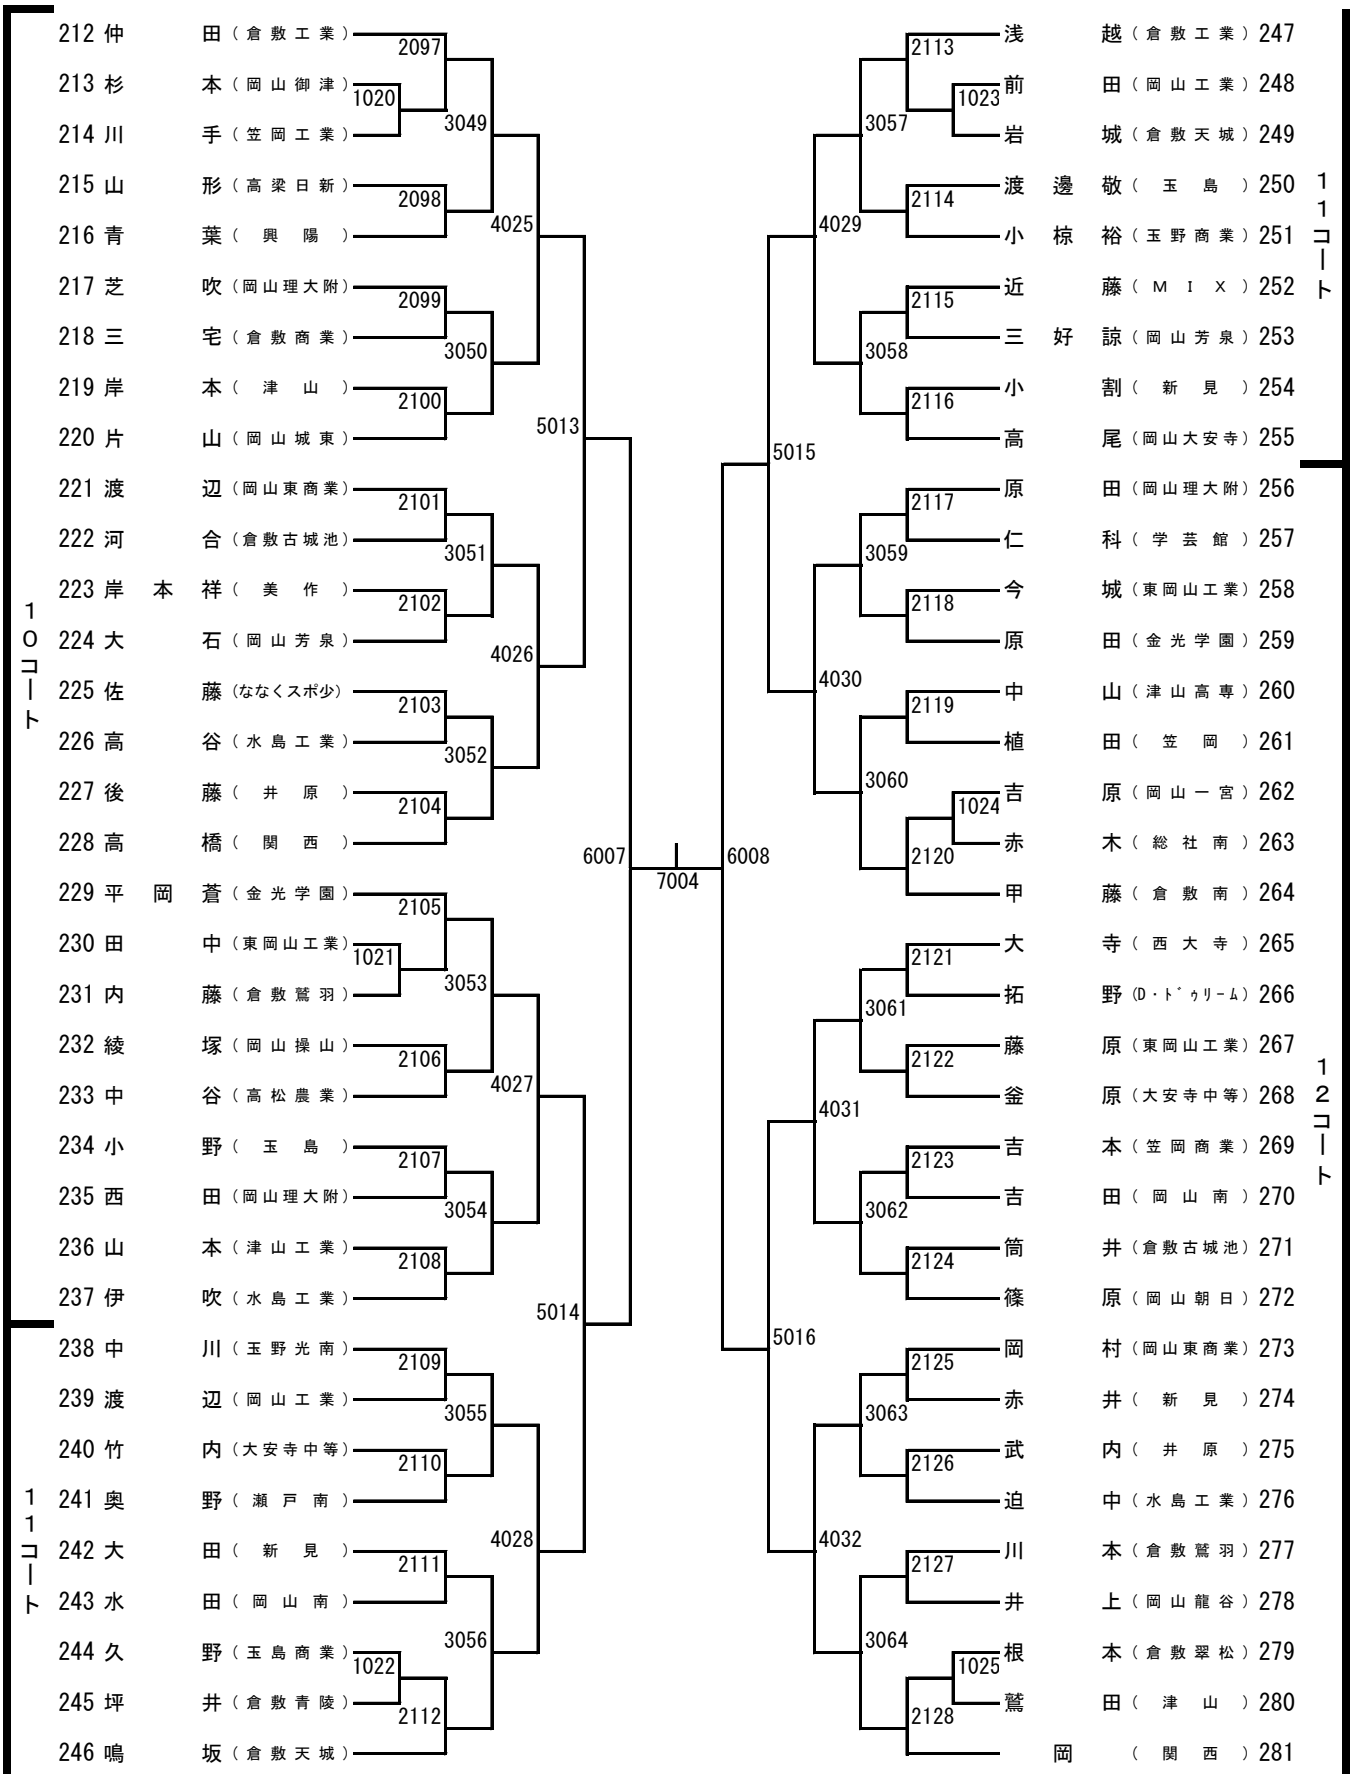 212 仲田 (倉敷工業)
213 杉本 (岡山御津)
214 川手 (笠岡工業)
215 山形 (高梁日新)
216 青葉 (興陽)
217 芝吹 (岡山理大附)
218 三宅 (倉敷商業)
219 岸本 (津山)
220 片山 (岡山城東)
221 渡辺 (岡山東商業)
222 河合 (倉敷古城池)
223 岸本祥 (美作)
224 大石 (岡山芳泉)
225 佐藤 (ななくスポ少)
226 高谷 (水島工業)
227 後藤 (井原)
228 高橋 (関西)
229 平岡蒼 (金光学園)
230 田中 (東岡山工業)
231 内藤 (倉敷鷲羽)
232 綾塚 (岡山操山)
233 中谷 (高松農業)
234 小野 (玉島)
235 西田 (岡山理大附)
236 山本 (津山工業)
237 伊吹 (水島工業)
238 中川 (玉野光南)
239 渡辺 (岡山工業)
240 竹内 (大安寺中等)
241 奥野 (瀬戸南)
242 大田 (新見)
243 水田 (岡山南)
244 久野 (玉島商業)
245 坪井 (倉敷青陵)
246 鳴坂 (倉敷天城)
10コート
11コート
1020
1021
1022
2097
2098
2099
2100
2101
2102
2103
2104
2105
2106
2107
2108
2109
2110
2111
2112
3049
3050
3051
3052
3053
3054
3055
3056
4025
4026
4027
4028
5013
5014
6007
7004
6008
5015
5016
4029
4030
4031
4032
3057
3058
3059
3060
3061
3062
3063
3064
2113
2114
2115
2116
2117
2118
2119
2120
2121
2122
2123
2124
2125
2126
2127
2128
1023
1024
1025
浅越 (倉敷工業) 247
前田 (岡山工業) 248
岩城 (倉敷天城) 249
渡邊敬 (玉島) 250
小椋裕 (玉野商業) 251
近藤 (MIX) 252
三好諒 (岡山芳泉) 253
小割 (新見) 254
高尾 (岡山大安寺) 255
原田 (岡山理大附) 256
仁科 (学芸館) 257
今城 (東岡山工業) 258
原田 (金光学園) 259
中山 (津山高専) 260
植田 (笠岡) 261
吉原 (岡山一宮) 262
赤木 (総社南) 263
甲藤 (倉敷南) 264
大寺 (西大寺) 265
拓野 (D・ドゥリーム) 266
藤原 (東岡山工業) 267
釜原 (大安寺中等) 268
吉本 (笠岡商業) 269
吉田 (岡山南) 270
筒井 (倉敷古城池) 271
篠原 (岡山朝日) 272
岡村 (岡山東商業) 273
赤井 (新見) 274
武内 (井原) 275
迫中 (水島工業) 276
川本 (倉敷鷲羽) 277
井上 (岡山龍谷) 278
根本 (倉敷翠松) 279
鷲田 (津山) 280
岡 (関西) 281
11コート
12コート